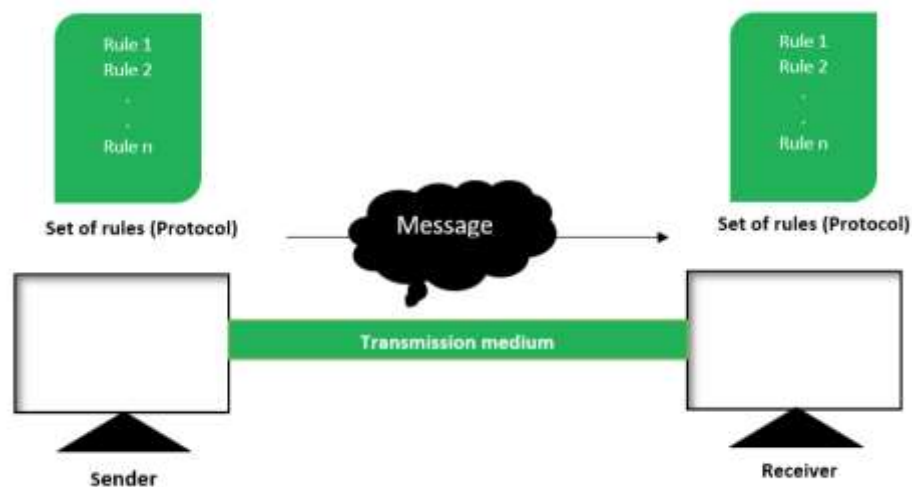 Rule 1
Rule 2
.
.
Rule n
Set of rules (Protocol)
Rule 1
Rule 2
.
.
Rule n
Set of rules (Protocol)
Message
Transmission medium
Sender
Receiver